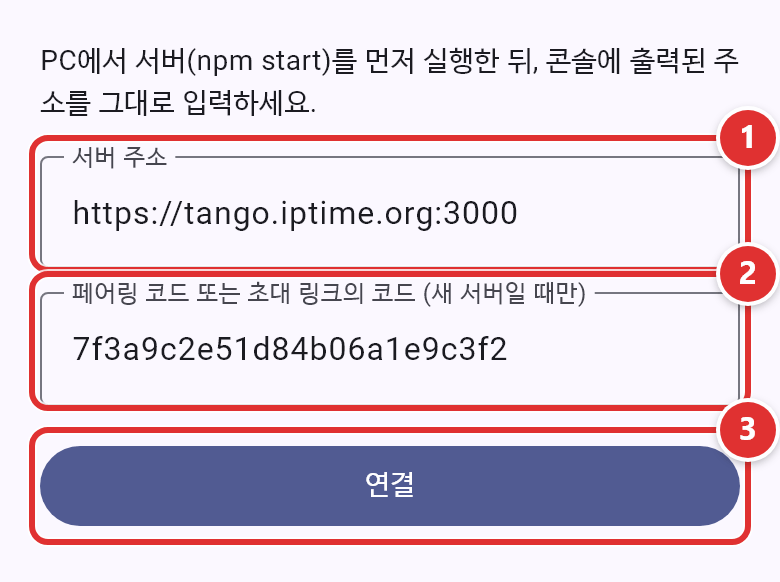 PC에서 서버(npm start)를 먼저 실행한 뒤, 콘솔에 출력된 주
소를 그대로 입력하세요.
1
서버 주소
https://tango.iptime.org:3000
2
페어링 코드 또는 초대 링크의 코드 (새 서버일 때만)
7f3a9c2e51d84b06a1e9c3f2
3
연결